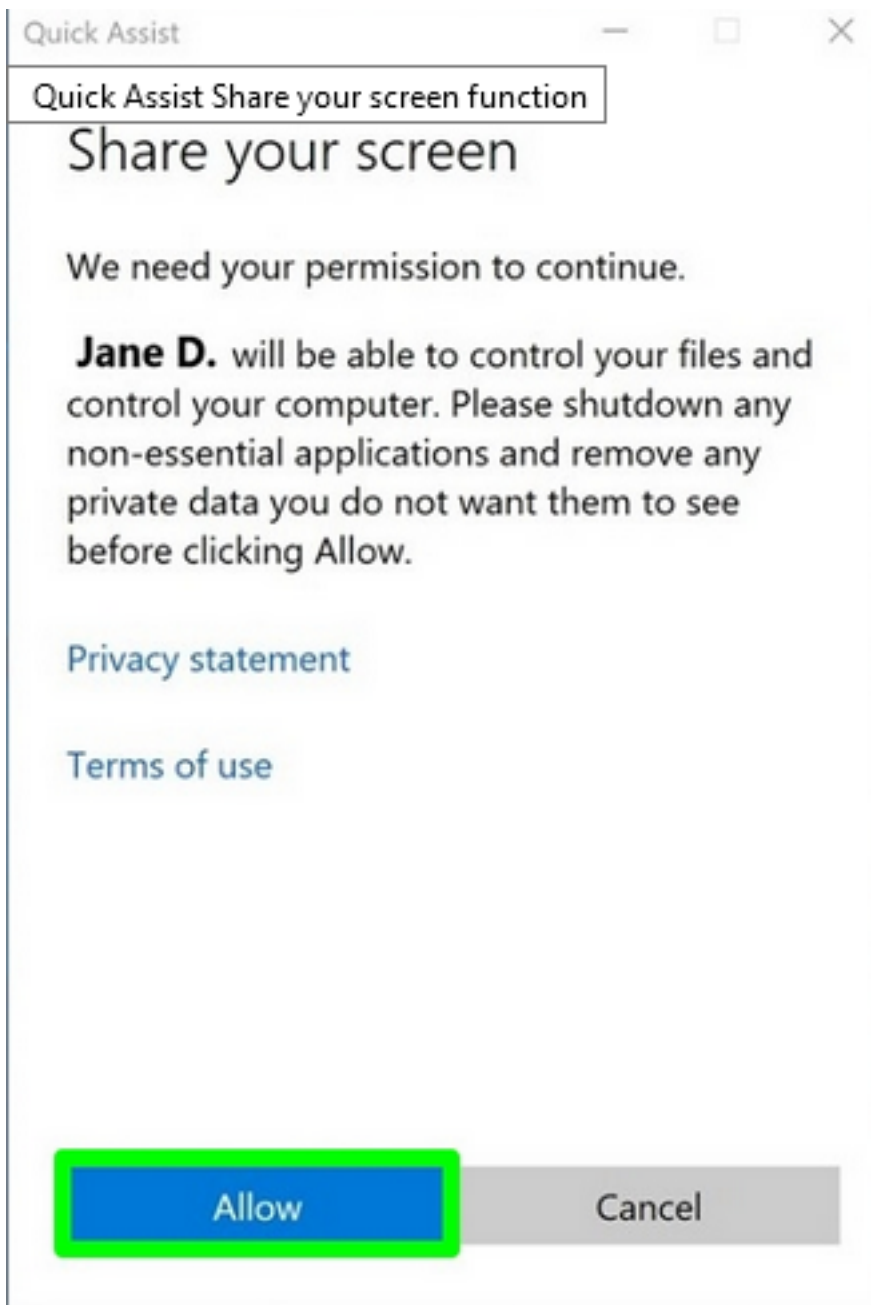 Quick Assist
Quick Assist Share your screen function
Share your screen
We need your permission to continue.
Jane D. will be able to control your files and
control your computer. Please shutdown any
non-essential applications and remove any
private data you do not want them to see
before clicking Allow.
Privacy statement
Terms of use
Allow
Cancel